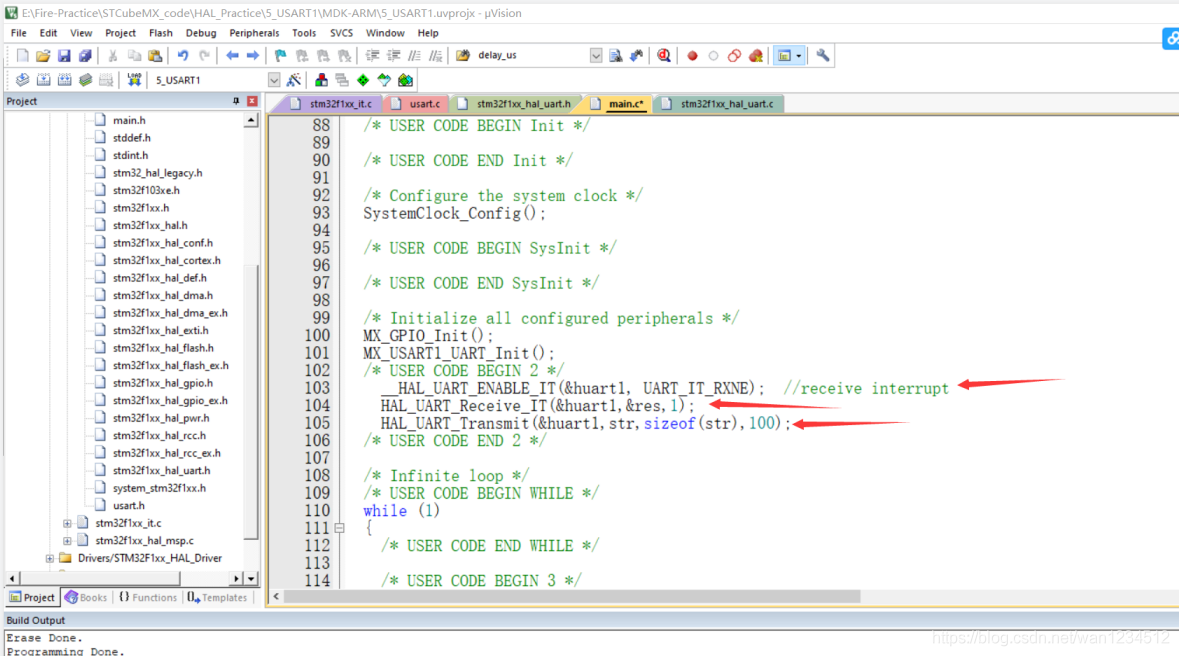 E:\Fire-Practice\STCubeMX_code\HAL_Practice\5_USART1\MDK-ARM\5_USART1.uvprojx - µVision
File Edit View Project Flash Debug Peripherals Tools SVCS Window Help
delay_us
LOAD 5_USART1
Project
stm32f1xx_it.c usart.c stm32f1xx_hal_uart.h main.c* stm32f1xx_hal_uart.c
main.h
stddef.h
stdint.h
stm32_hal_legacy.h
stm32f103xe.h
stm32f1xx.h
stm32f1xx_hal.h
stm32f1xx_hal_conf.h
stm32f1xx_hal_cortex.h
stm32f1xx_hal_def.h
stm32f1xx_hal_dma.h
stm32f1xx_hal_dma_ex.h
stm32f1xx_hal_exti.h
stm32f1xx_hal_flash.h
stm32f1xx_hal_flash_ex.h
stm32f1xx_hal_gpio.h
stm32f1xx_hal_gpio_ex.h
stm32f1xx_hal_pwr.h
stm32f1xx_hal_rcc.h
stm32f1xx_hal_rcc_ex.h
stm32f1xx_hal_uart.h
system_stm32f1xx.h
usart.h
stm32f1xx_it.c
stm32f1xx_hal_msp.c
Drivers/STM32F1xx_HAL_Driver
88 /* USER CODE BEGIN Init */
89
90 /* USER CODE END Init */
91
92 /* Configure the system clock */
93 SystemClock_Config();
94
95 /* USER CODE BEGIN SysInit */
96
97 /* USER CODE END SysInit */
98
99 /* Initialize all configured peripherals */
100 MX_GPIO_Init();
101 MX_USART1_UART_Init();
102 /* USER CODE BEGIN 2 */
103 __HAL_UART_ENABLE_IT(&huart1, UART_IT_RXNE); //receive interrupt
104 HAL_UART_Receive_IT(&huart1,&res,1);
105 HAL_UART_Transmit(&huart1,str,sizeof(str),100);
106 /* USER CODE END 2 */
107
108 /* Infinite loop */
109 /* USER CODE BEGIN WHILE */
110 while (1)
111 {
112 /* USER CODE END WHILE */
113
114 /* USER CODE BEGIN 3 */
Project Books {} Functions Templates
Build Output
Erase Done.
Programming Done.
https://blog.csdn.net/wan1234512